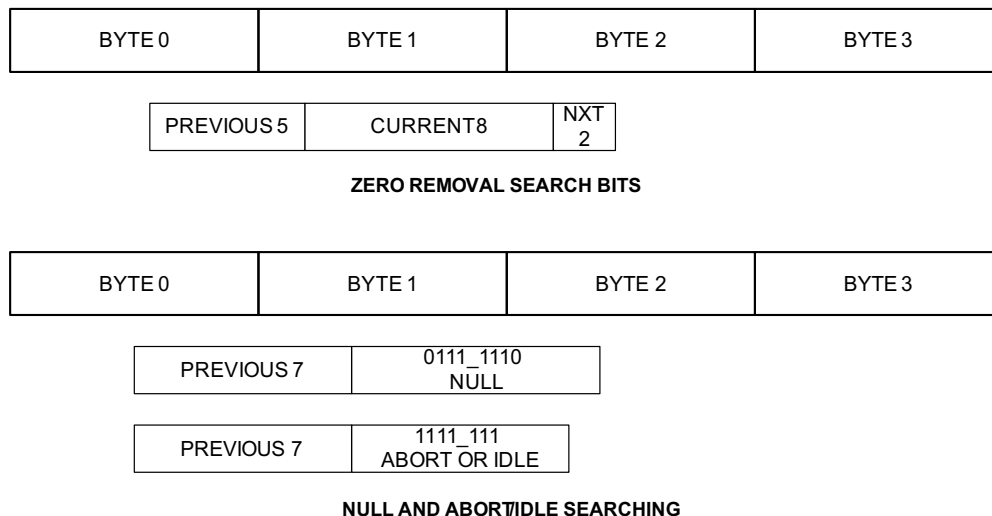 BYTE 0 BYTE 1 BYTE 2 BYTE 3
PREVIOUS 5 CURRENT 8 NXT
2
ZERO REMOVAL SEARCH BITS
BYTE 0 BYTE 1 BYTE 2 BYTE 3
PREVIOUS 7 0111_1110
NULL
PREVIOUS 7 1111_111
ABORT OR IDLE
NULL AND ABORT/IDLE SEARCHING